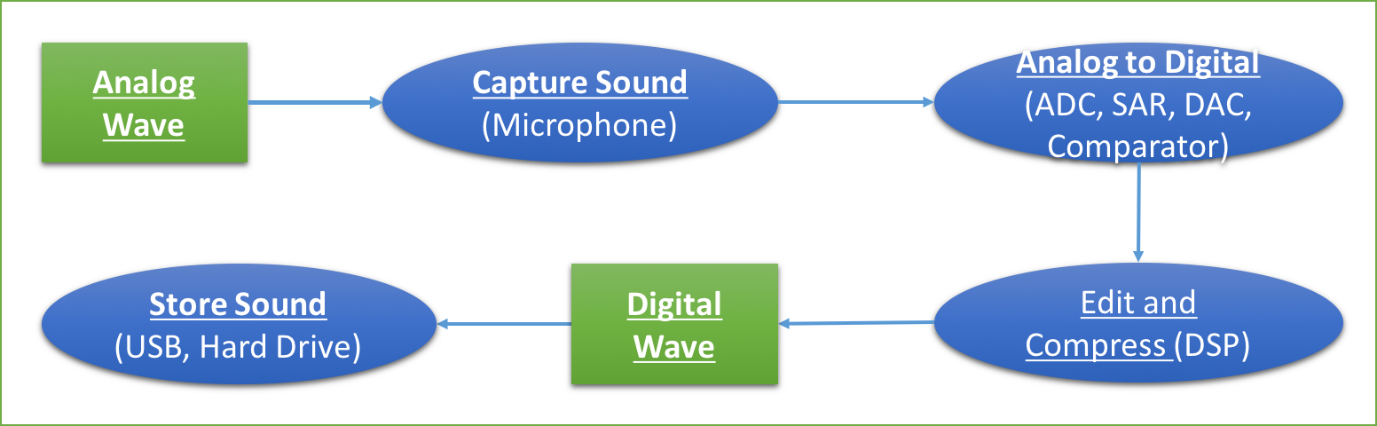 Analog
Wave
Capture Sound
(Microphone)
Analog to Digital
(ADC, SAR, DAC,
Comparator)
Store Sound
(USB, Hard Drive)
Digital
Wave
Edit and
Compress (DSP)